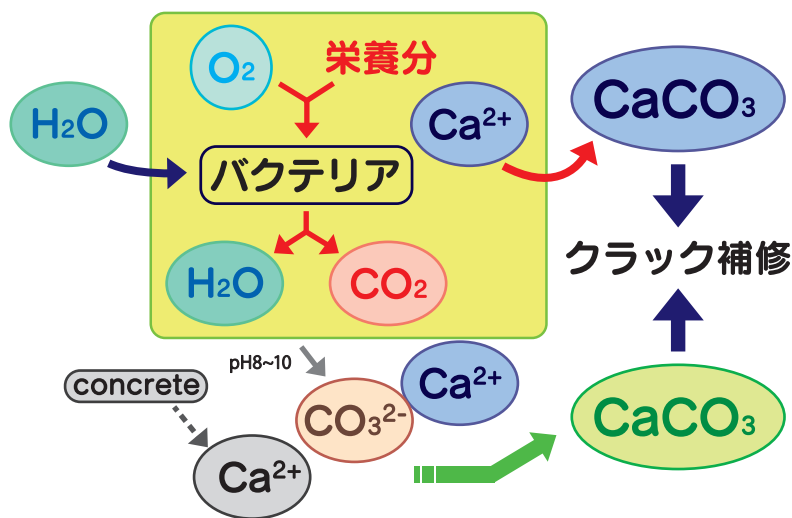 O₂
栄養分
H₂O
Ca²⁺
CaCO₃
バクテリア
クラック補修
H₂O
CO₂
pH8~10
concrete
Ca²⁺
CO₃²⁻
CaCO₃
Ca²⁺